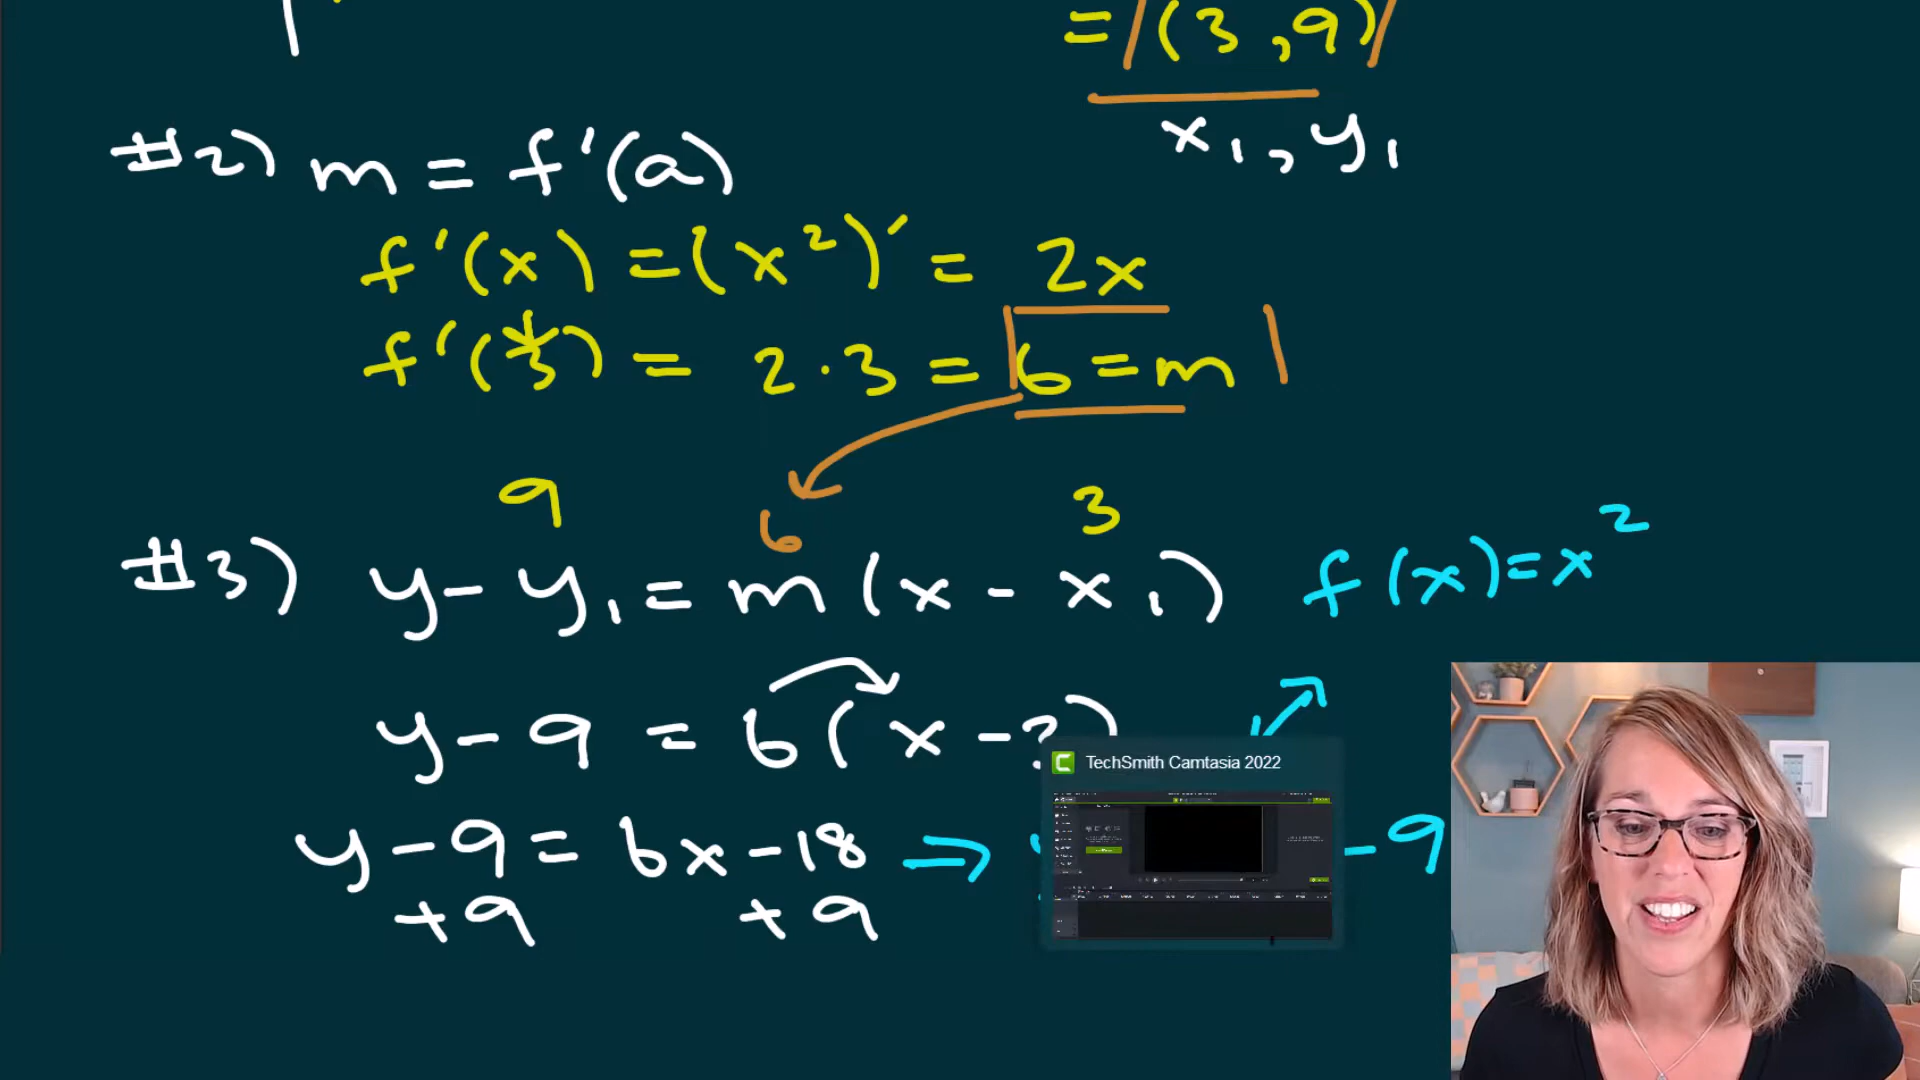 = (3, 9)
x₁, y₁
#2) m = f'(a)
f'(x) = (x²)' = 2x
f'(3) = 2·3 = 6 = m
9 6 3
#3) y - y₁ = m(x - x₁) f(x) = x²
y - 9 = 6(x -
TechSmith Camtasia 2022
y - 9 = 6x - 18 ⇒ - 9
+9 +9